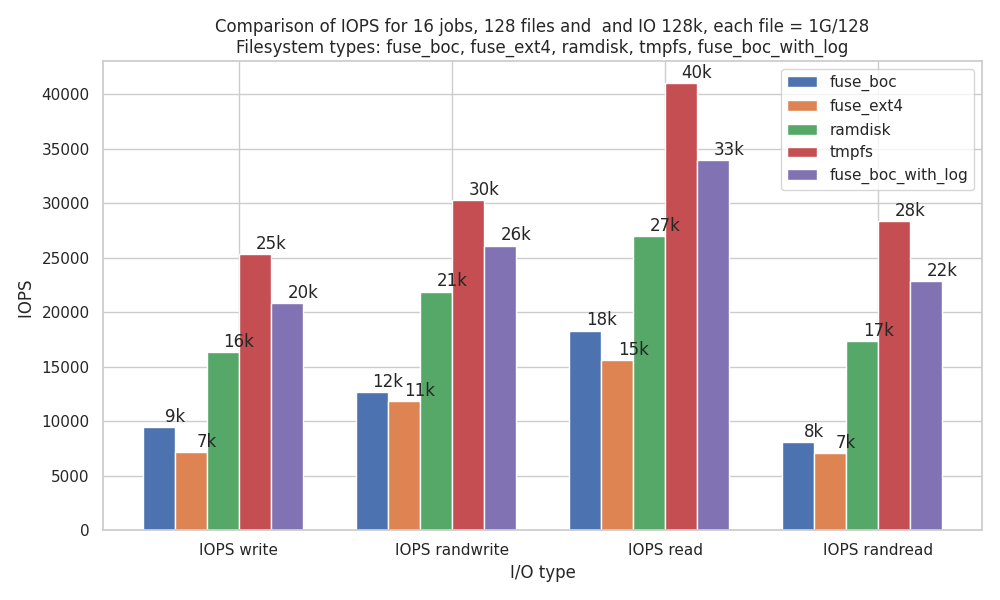 Comparison of IOPS for 16 jobs, 128 files and  and IO 128k, each file = 1G/128
Filesystem types: fuse_boc, fuse_ext4, ramdisk, tmpfs, fuse_boc_with_log
IOPS
40000
35000
30000
25000
20000
15000
10000
5000
0
9k
7k
16k
25k
20k
12k
11k
21k
30k
26k
18k
15k
27k
40k
33k
8k
7k
17k
28k
22k
fuse_boc
fuse_ext4
ramdisk
tmpfs
fuse_boc_with_log
IOPS write
IOPS randwrite
IOPS read
IOPS randread
I/O type